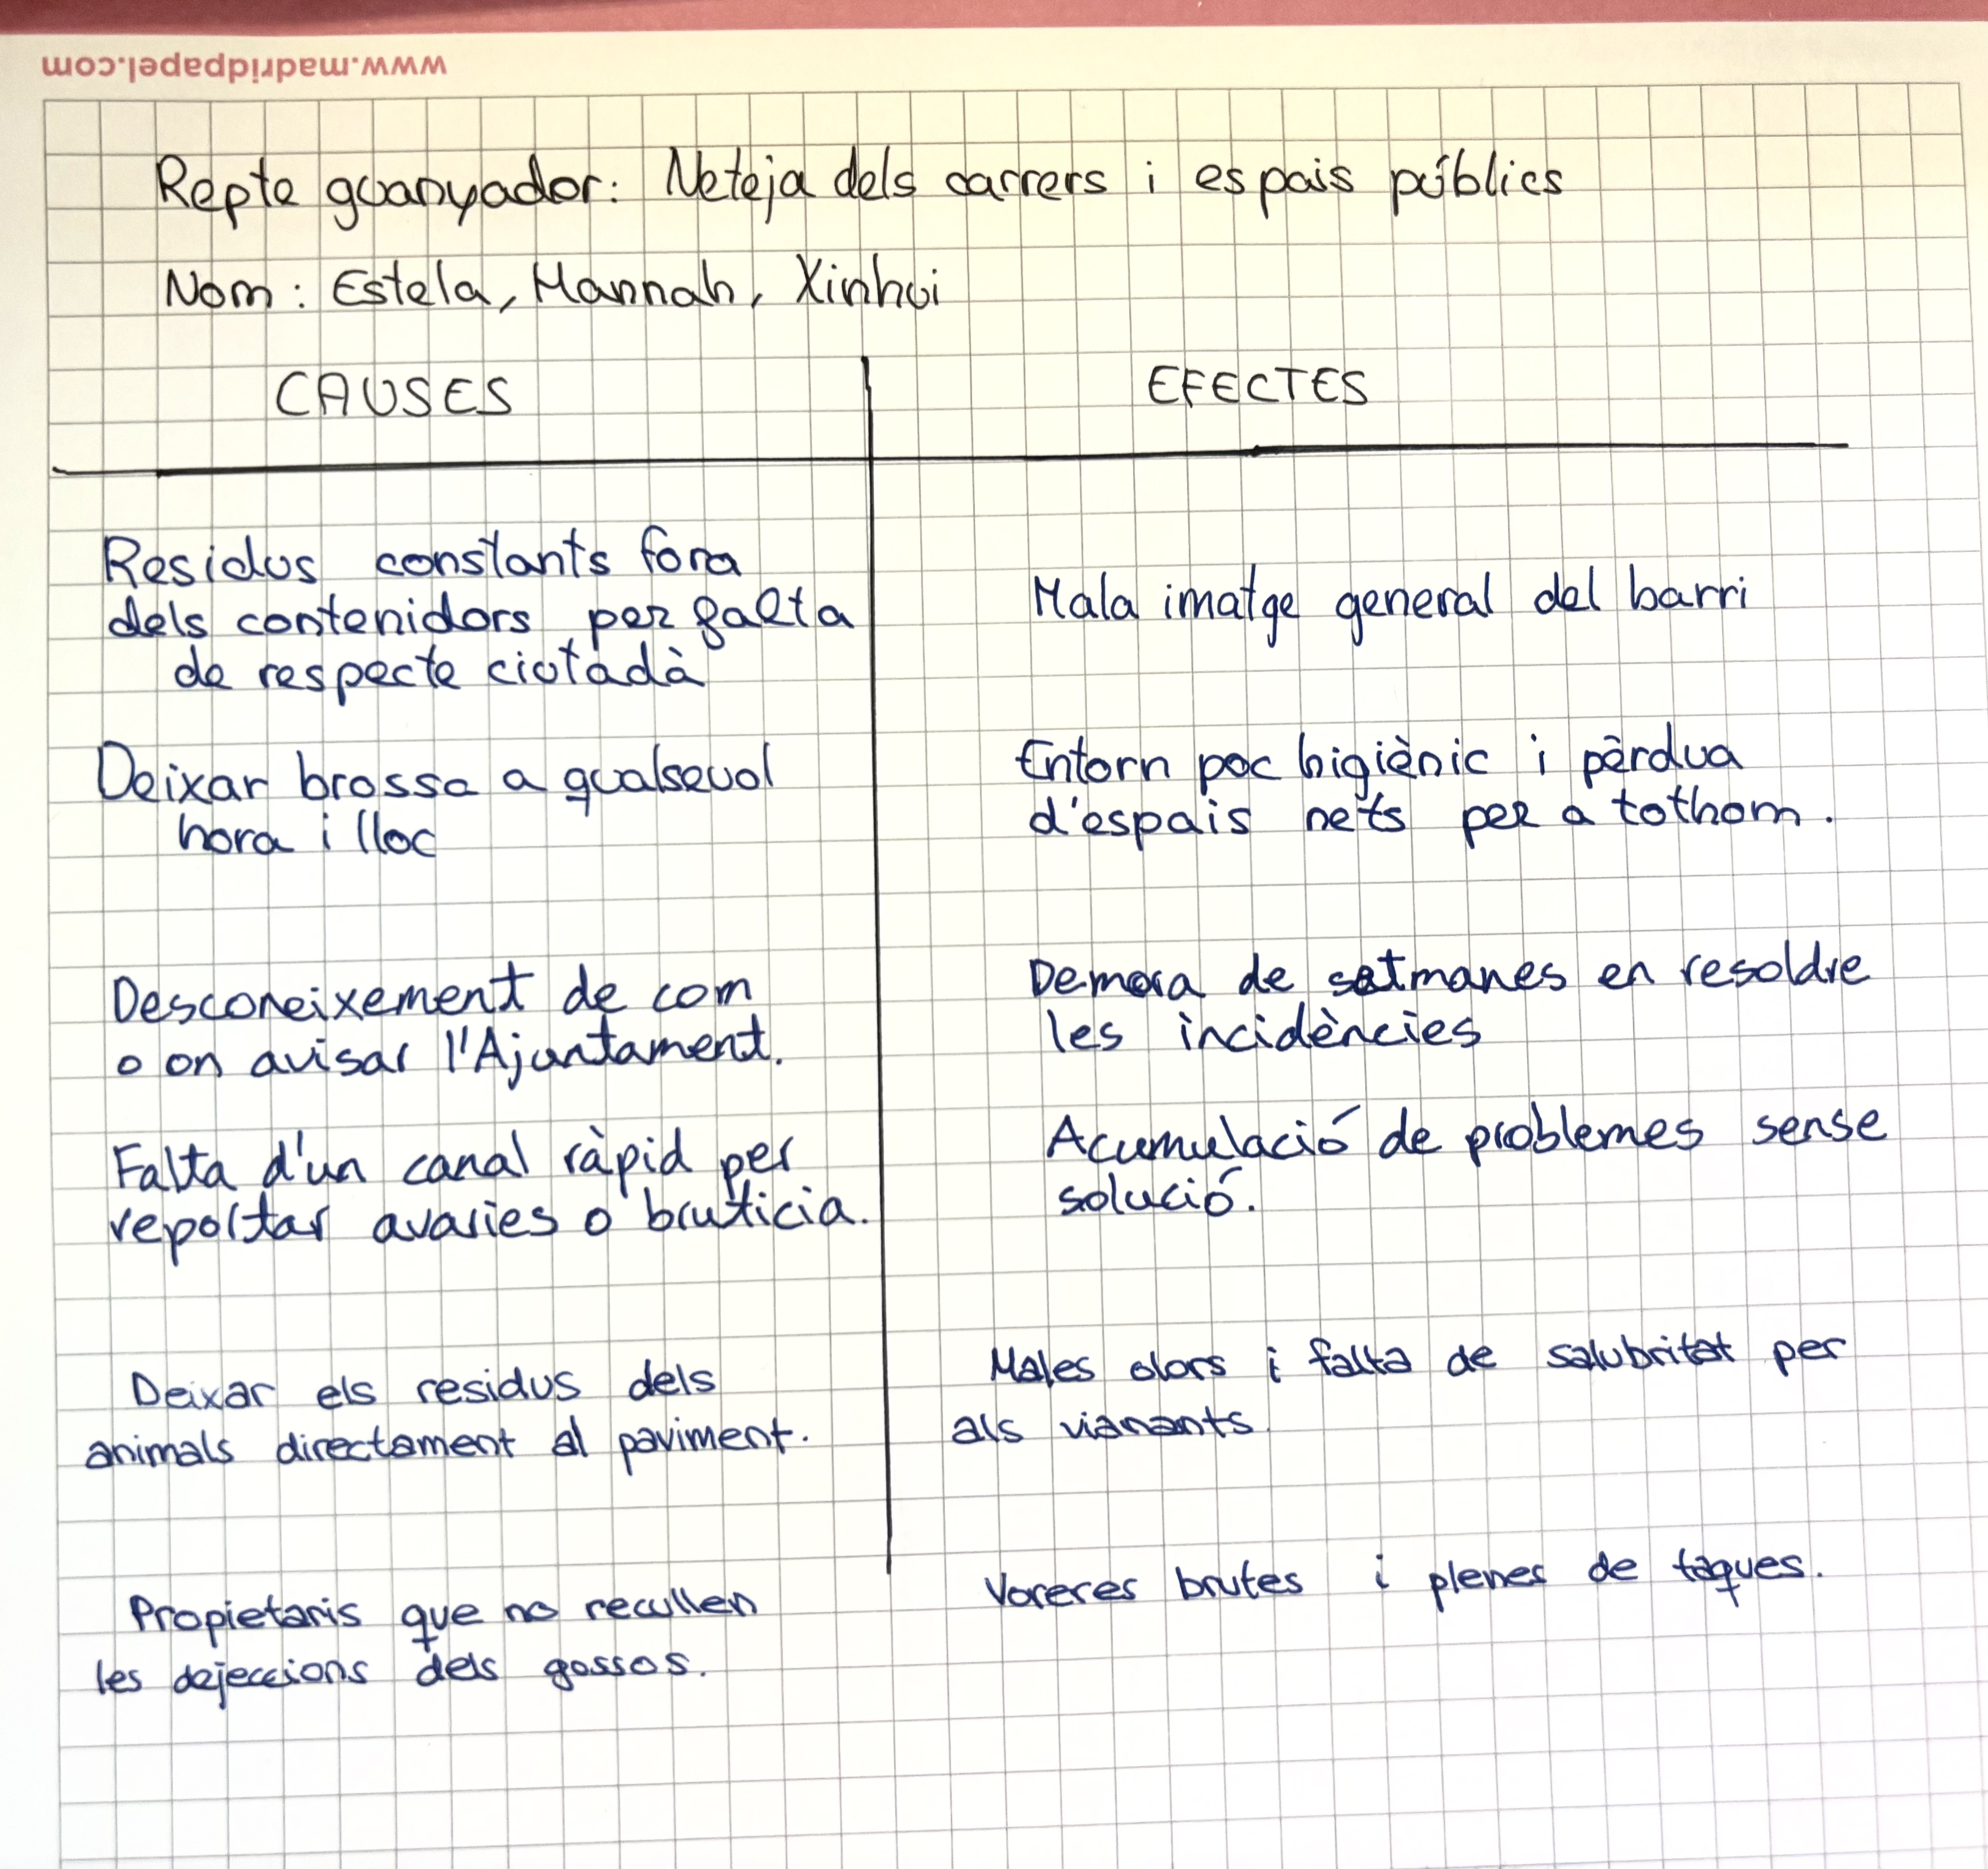 www.madridpapel.com
Repte guanyador: Neteja dels carrers i espais públics
Nom: Estela, Hannah, Xinhui
CAUSES
EFECTES
Residus constants fora
dels contenidors per falta
de respecte ciutadà
Mala imatge general del barri
Deixar brossa a qualsevol
hora i lloc
Entorn poc higiènic i pèrdua
d'espais nets per a tothom.
Desconeixement de com
o on avisar l'Ajuntament.
Demora de setmanes en resoldre
les incidències
Falta d'un canal ràpid per
reportar avaries o bruticia.
Acumulació de problemes sense
solució.
Deixar els residus dels
animals directament al paviment.
Males olors i falta de salubritat per
als vianants.
Propietaris que no recullen
les dejeccions dels gossos.
Voreres brutes i plenes de taques.